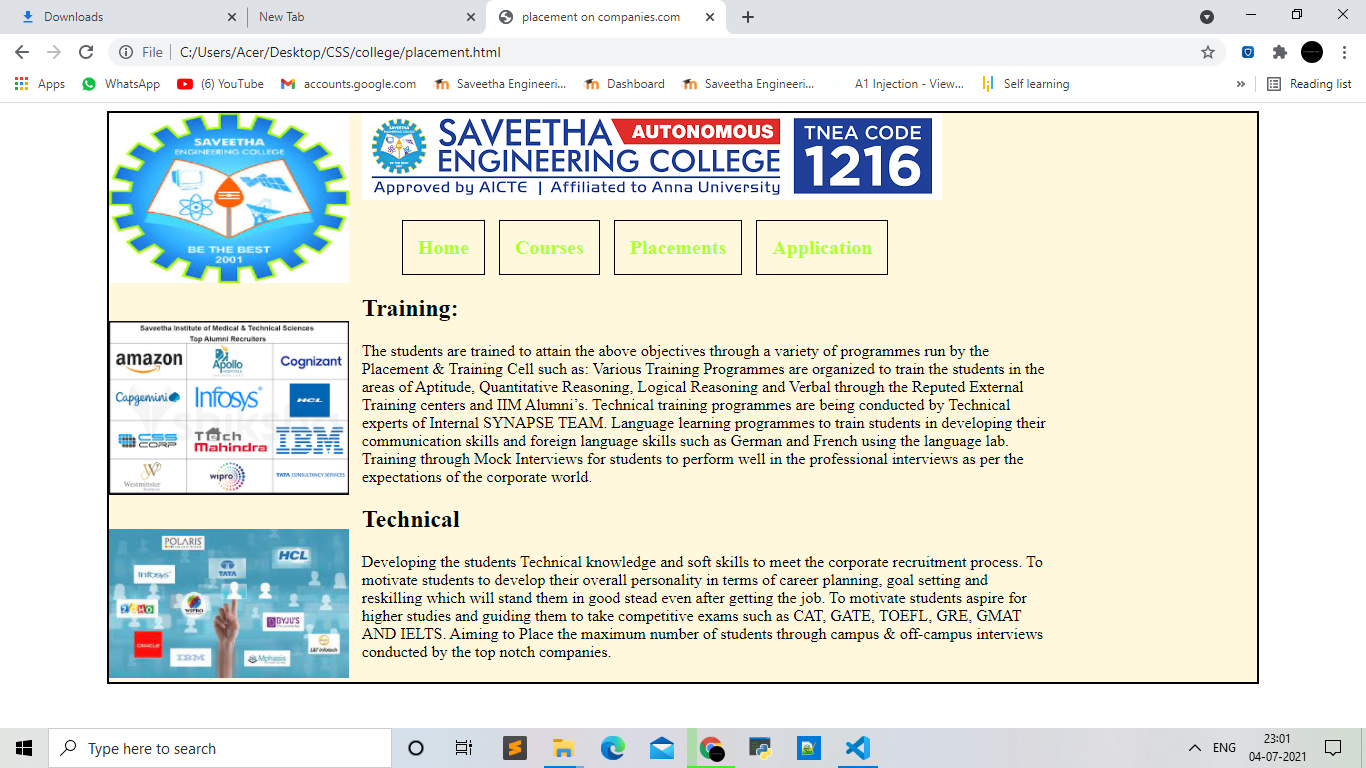 Downloads
New Tab
placement on companies.com
File
C:/Users/Acer/Desktop/CSS/college/placement.html
Apps
WhatsApp
(6) YouTube
accounts.google.com
Saveetha Engineeri...
Dashboard
Saveetha Engineeri...
A1 Injection - View...
Self learning
»
Reading list
SAVEETHA
ENGINEERING COLLEGE
BE THE BEST
2001
SAVEETHA AUTONOMOUS
ENGINEERING COLLEGE
Approved by AICTE | Affiliated to Anna University
TNEA CODE
1216
Home
Courses
Placements
Application
Saveetha Institute of Medical & Technical Sciences
Top Alumni Recruiters
amazon
Apollo
HOSPITALS
Cognizant
Capgemini
Infosys
HCL
CSS
CORP
Tech
Mahindra
IBM
Westminster
wipro
TATA CONSULTANCY SERVICES
POLARIS
HCL
Infosys
TATA
ZOHO
WIPRO
BYJU'S
ORACLE
IBM
Mphasis
L&T Infotech
Training:
The students are trained to attain the above objectives through a variety of programmes run by the
Placement & Training Cell such as: Various Training Programmes are organized to train the students in the
areas of Aptitude, Quantitative Reasoning, Logical Reasoning and Verbal through the Reputed External
Training centers and IIM Alumni’s. Technical training programmes are being conducted by Technical
experts of Internal SYNAPSE TEAM. Language learning programmes to train students in developing their
communication skills and foreign language skills such as German and French using the language lab.
Training through Mock Interviews for students to perform well in the professional interviews as per the
expectations of the corporate world.
Technical
Developing the students Technical knowledge and soft skills to meet the corporate recruitment process. To
motivate students to develop their overall personality in terms of career planning, goal setting and
reskilling which will stand them in good stead even after getting the job. To motivate students aspire for
higher studies and guiding them to take competitive exams such as CAT, GATE, TOEFL, GRE, GMAT
AND IELTS. Aiming to Place the maximum number of students through campus & off-campus interviews
conducted by the top notch companies.
Type here to search
ENG
23:01
04-07-2021